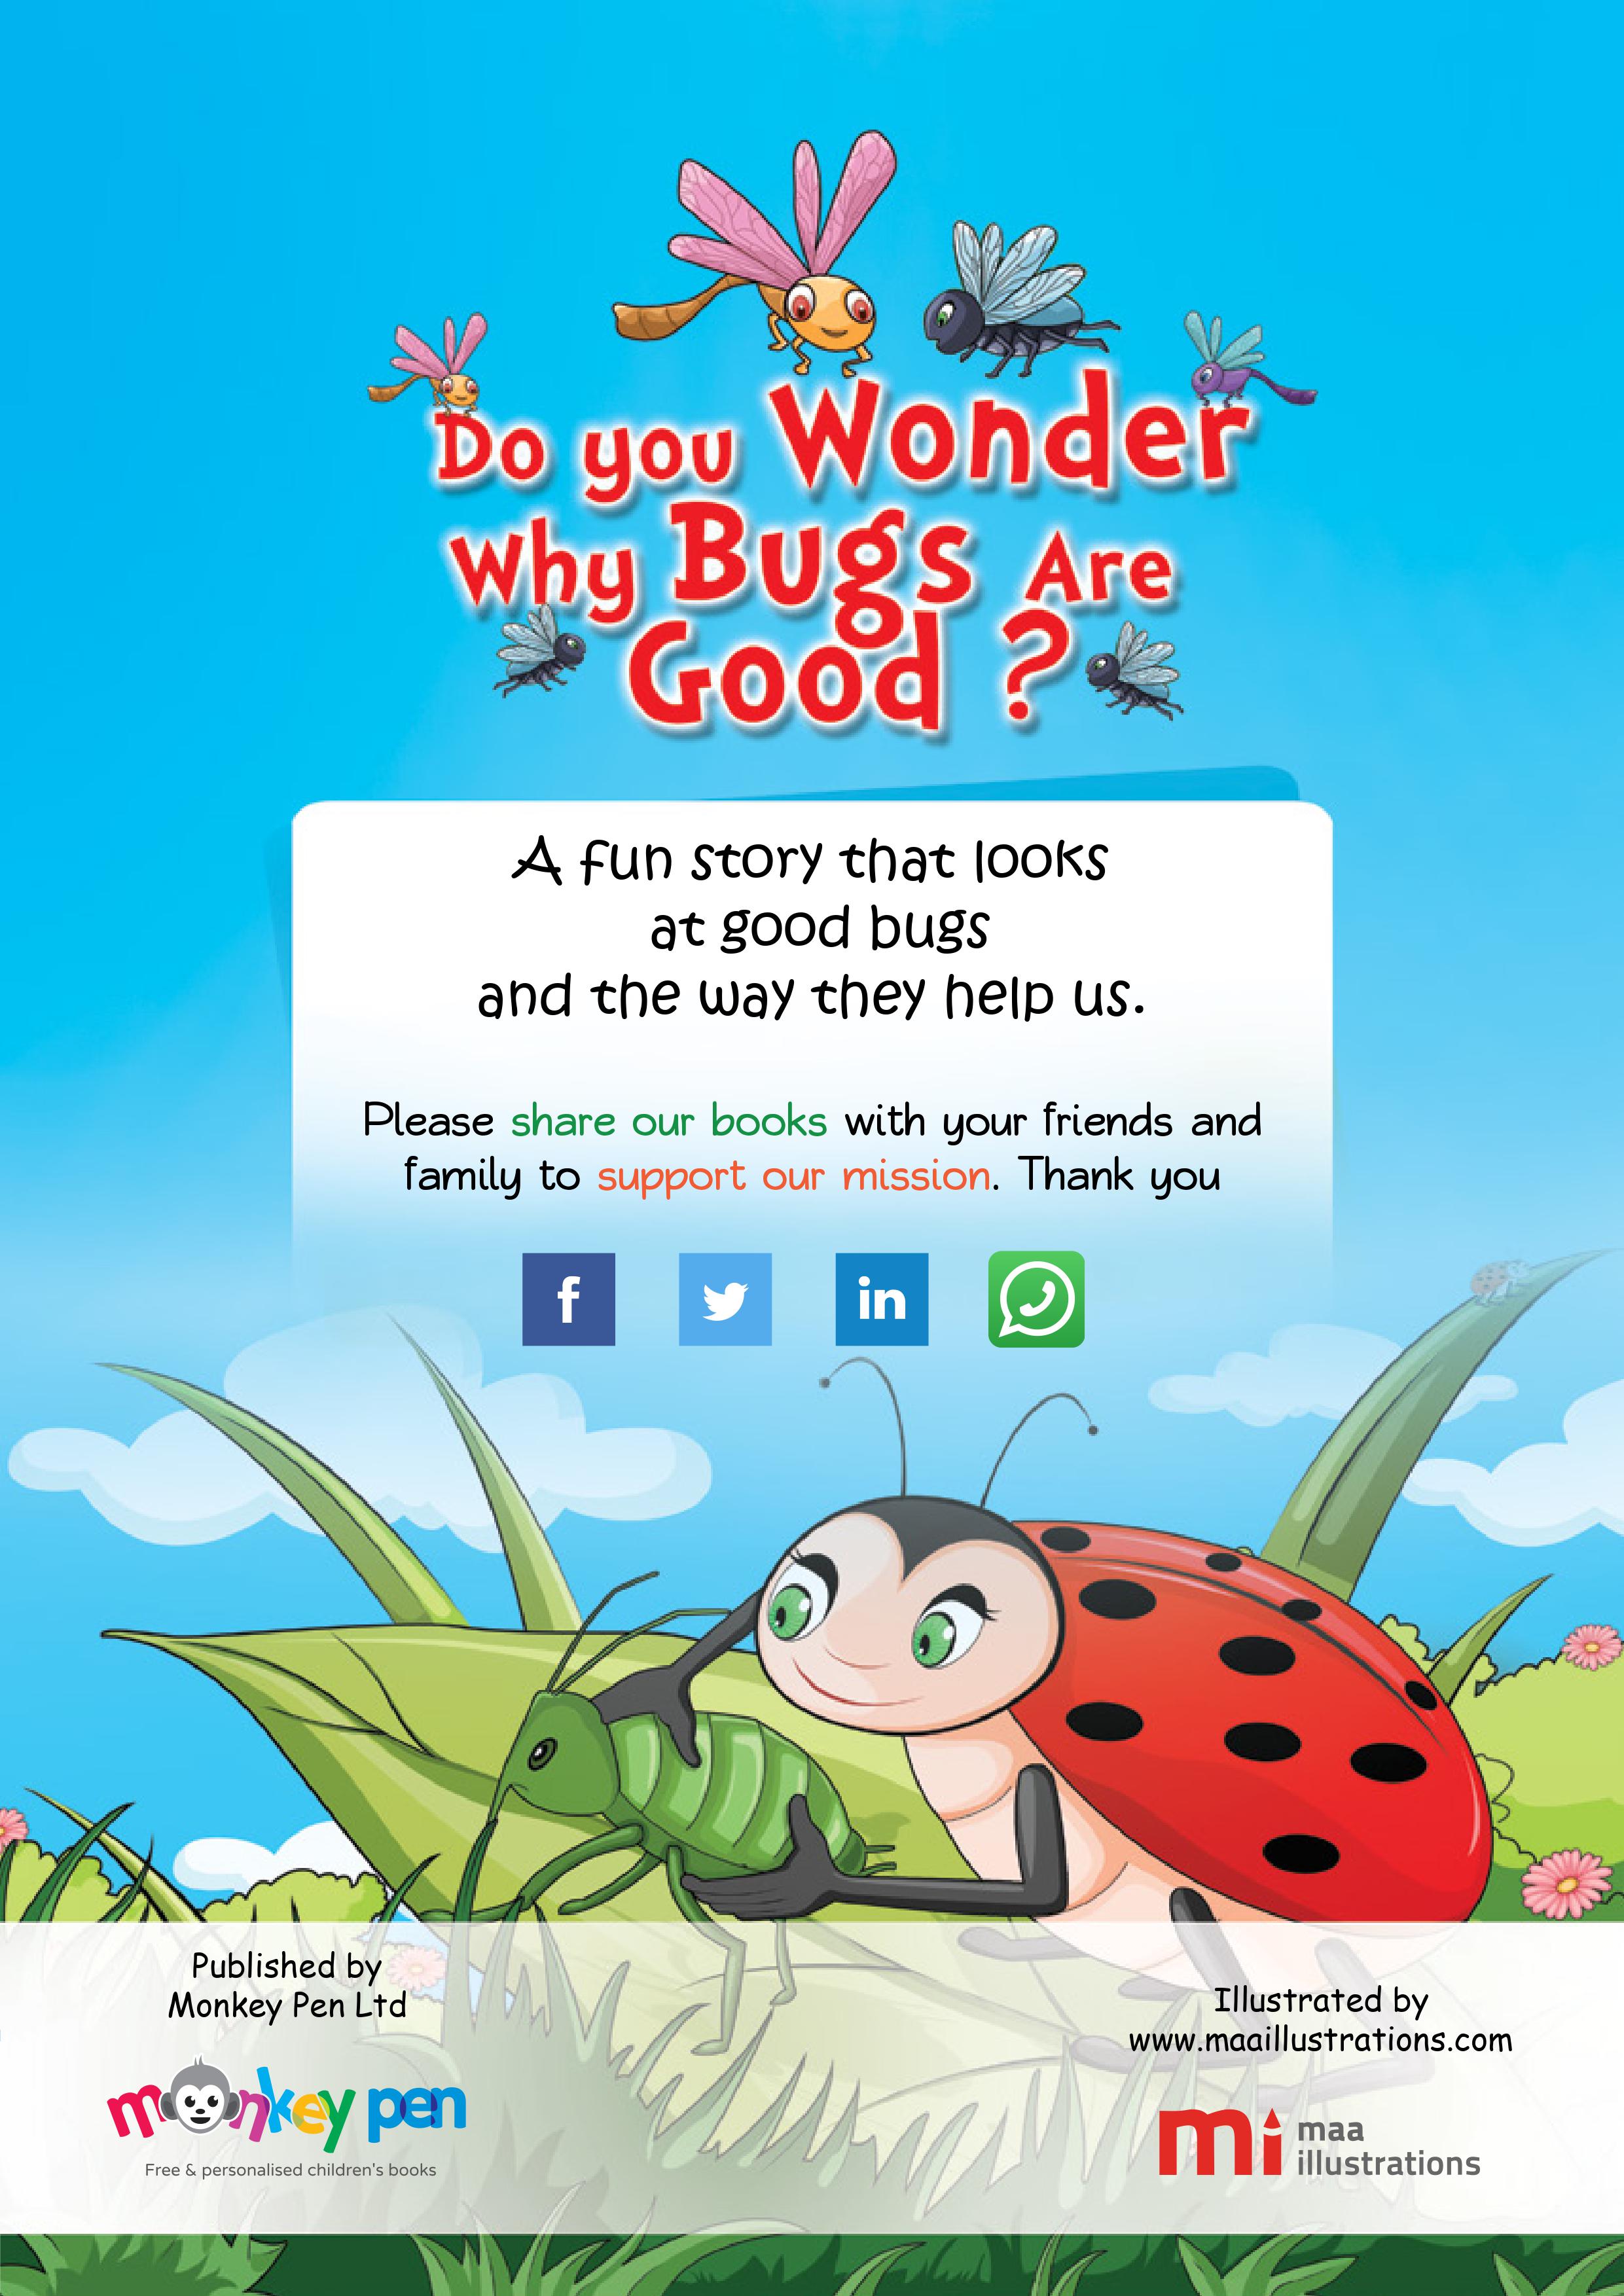 Do you Wonder
Why Bugs Are
Good ?
A fun story that looks
at good bugs
and the way they help us.
Please share our books with your friends and
family to support our mission. Thank you
f
in
Published by
Monkey Pen Ltd
monkey pen
Free & personalised children's books
Illustrated by
www.maaillustrations.com
mi maa
illustrations